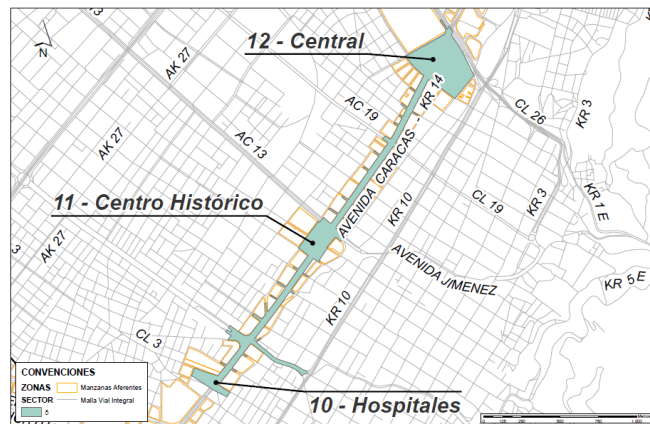 N
12 - Central
AK 27
AK 27
AC 19
AC 13
KR 14
AVENIDA CARACAS -
CL 26
KR 3
11 - Centro Histórico
KR 10
CL 19
KR 3
KR 1 E
AK 27
AVENIDA JIMENEZ
KR 5 E
KR 10
CL 3
10 - Hospitales
CONVENCIONES
ZONAS
Manzanas Aferentes
SECTOR
Malla Vial Integral
5